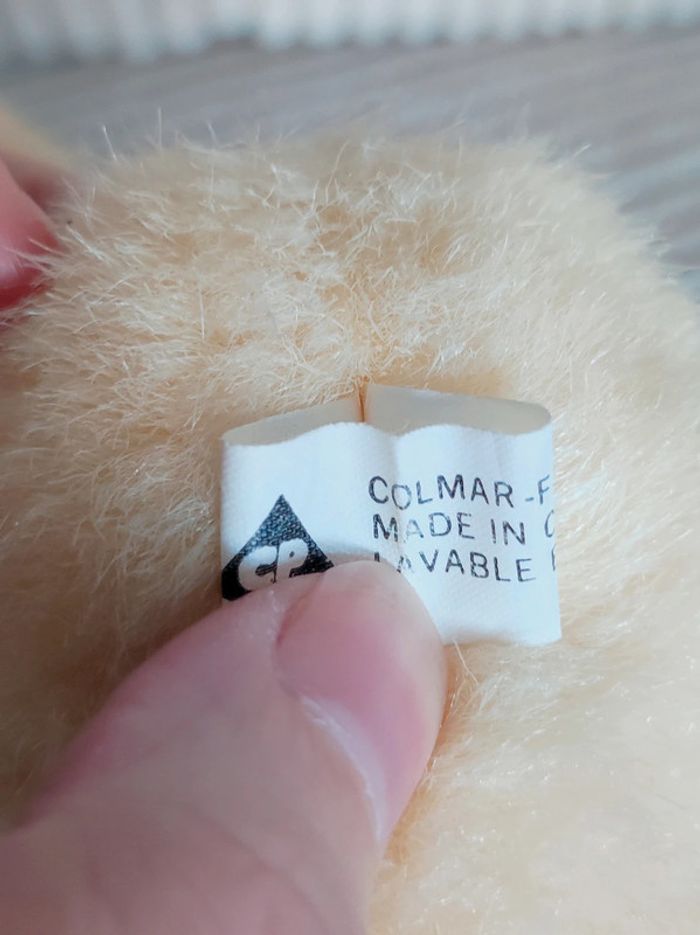 CP
COLMAR - F
MADE IN C
LAVABLE